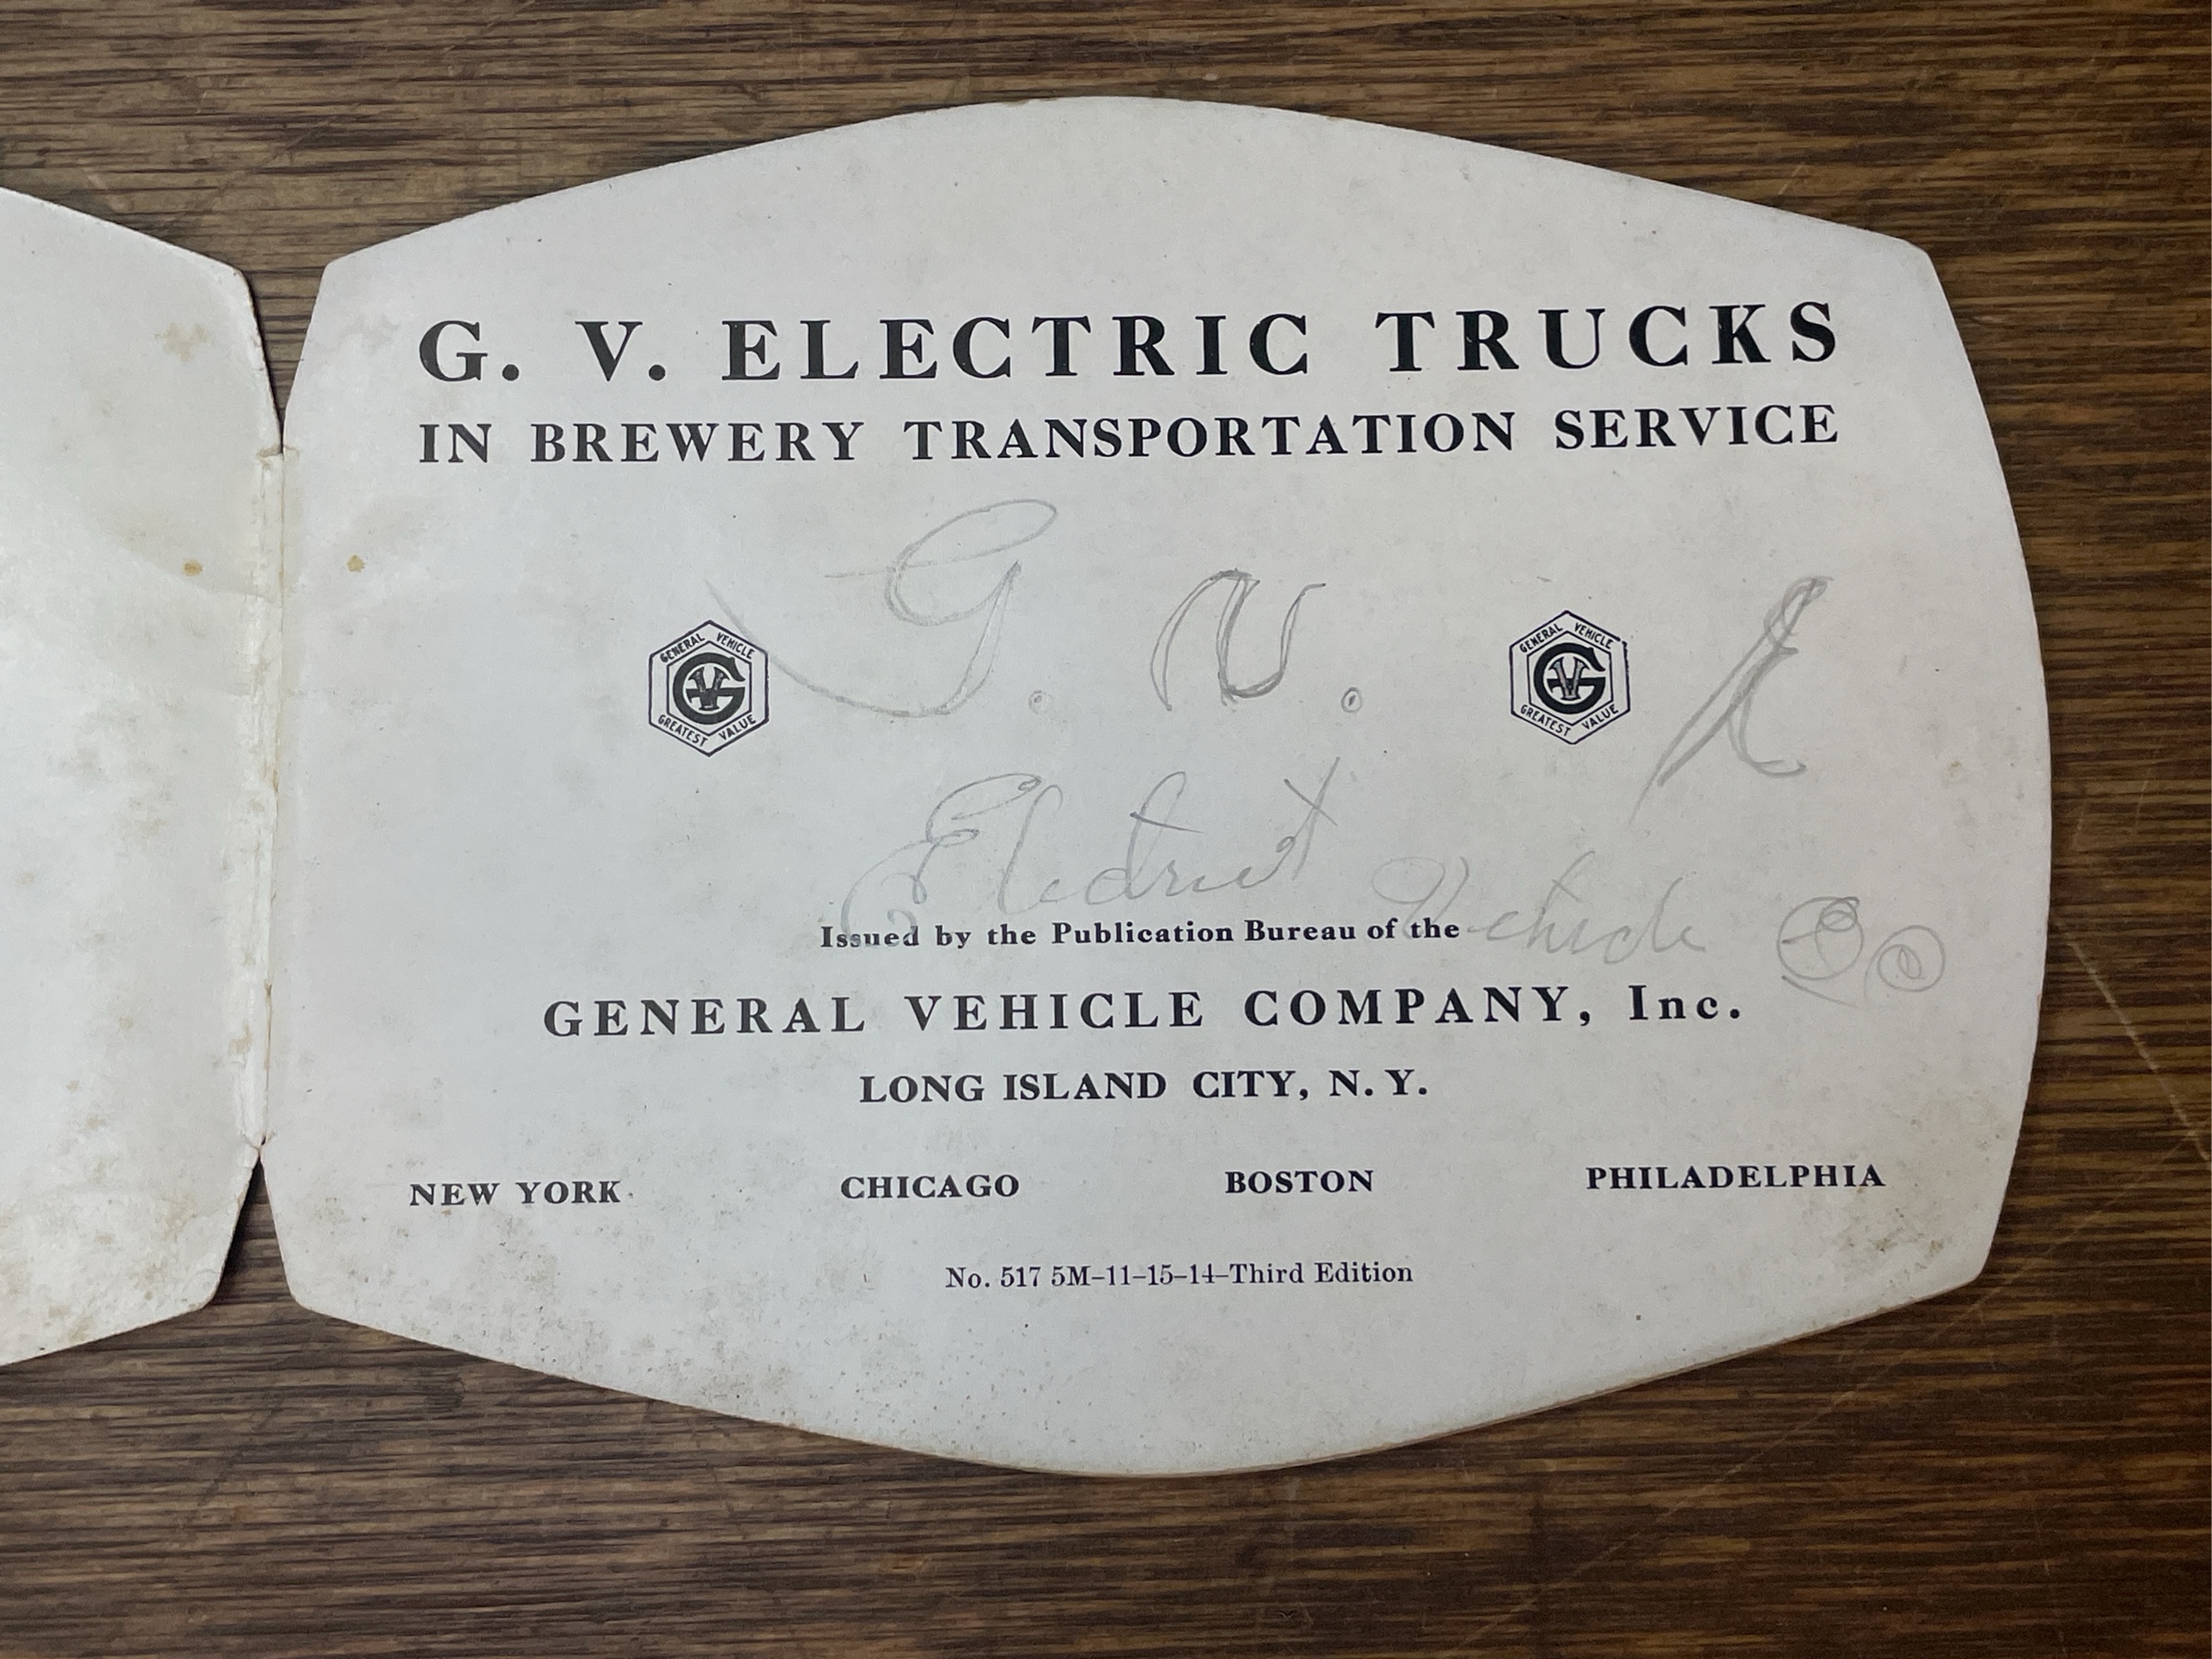 G. V. ELECTRIC TRUCKS
IN BREWERY TRANSPORTATION SERVICE
G. V.
GENERAL VEHICLE
GV
GREATEST VALUE
GENERAL VEHICLE
GV
GREATEST VALUE
Electric Vehicle Co
Issued by the Publication Bureau of the
GENERAL VEHICLE COMPANY, Inc.
LONG ISLAND CITY, N. Y.
NEW YORK CHICAGO BOSTON PHILADELPHIA
No. 517 5M–11–15–14–Third Edition